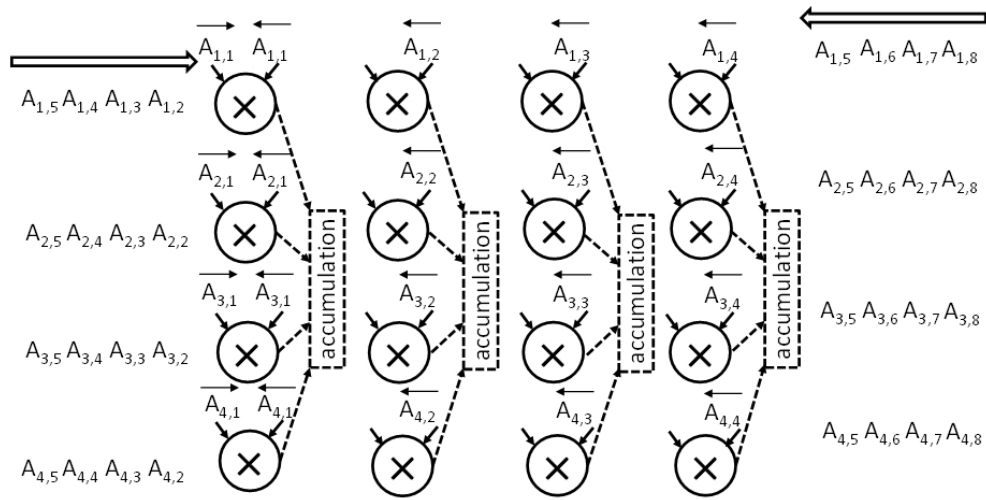 A1,1 A1,1 A1,2 A1,3 A1,4 A1,5 A1,6 A1,7 A1,8
A1,5 A1,4 A1,3 A1,2
× × × ×
A2,1 A2,1 A2,2 A2,3 A2,4 A2,5 A2,6 A2,7 A2,8
A2,5 A2,4 A2,3 A2,2
× × × ×
accumulation accumulation accumulation accumulation
A3,1 A3,1 A3,2 A3,3 A3,4 A3,5 A3,6 A3,7 A3,8
A3,5 A3,4 A3,3 A3,2
× × × ×
A4,1 A4,1 A4,2 A4,3 A4,4 A4,5 A4,6 A4,7 A4,8
A4,5 A4,4 A4,3 A4,2
× × × ×